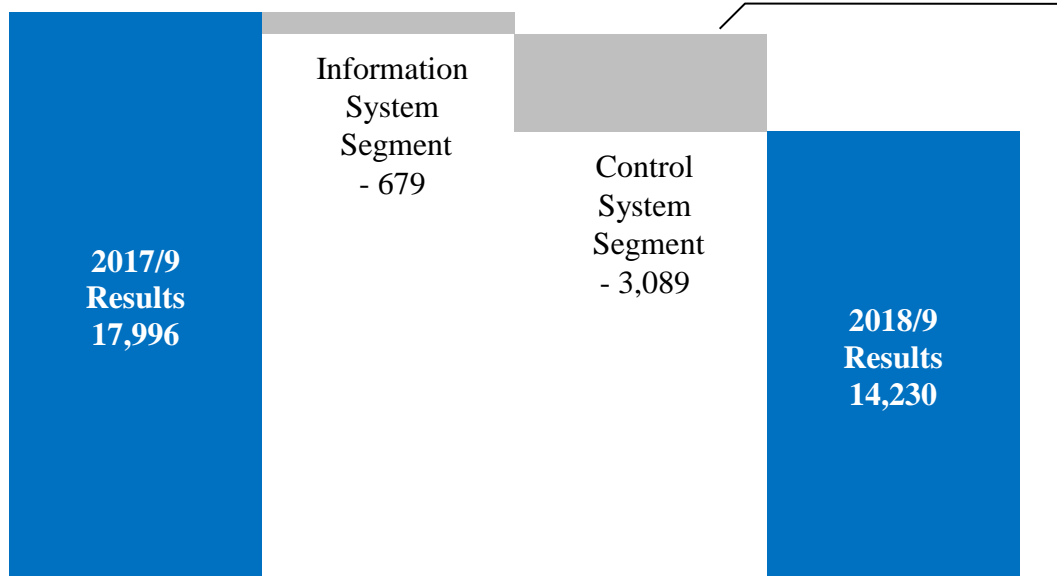 2017/9
Results
17,996
Information
System
Segment
- 679
Control
System
Segment
- 3,089
2018/9
Results
14,230